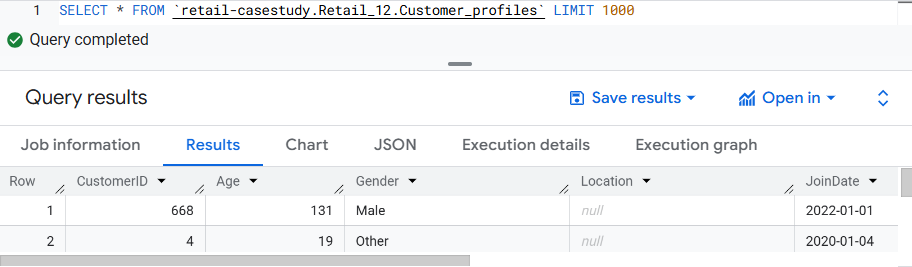 1 SELECT * FROM `retail-casestudy.Retail_12.Customer_profiles` LIMIT 1000
Query completed
Query results Save results Open in
Job information Results Chart JSON Execution details Execution graph
Row CustomerID Age Gender Location JoinDate
1 668 131 Male null 2022-01-01
2 4 19 Other null 2020-01-04